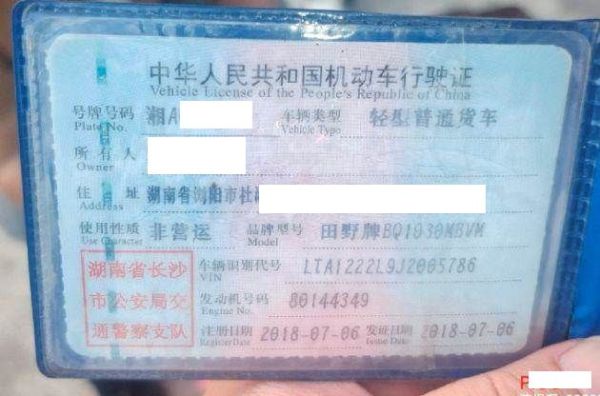 中华人民共和国机动车行驶证
Vehicle License of the People's Republic of China
号牌号码 湘A 车辆类型 轻型普通货车
Plate No. Vehicle Type
所有人
Owner
住址 湖南省浏阳市社
Address
使用性质 非营运 品牌型号 田野牌BQ1030MBVM
Use Character Model
湖南省长沙 车辆识别代号 LTA1222L9J2005786
VIN
市公安局交 发动机号码 80144349
Engine No.
通警察支队 注册日期 2018-07-06 发证日期 2018-07-06
Register Date Issue Date
P